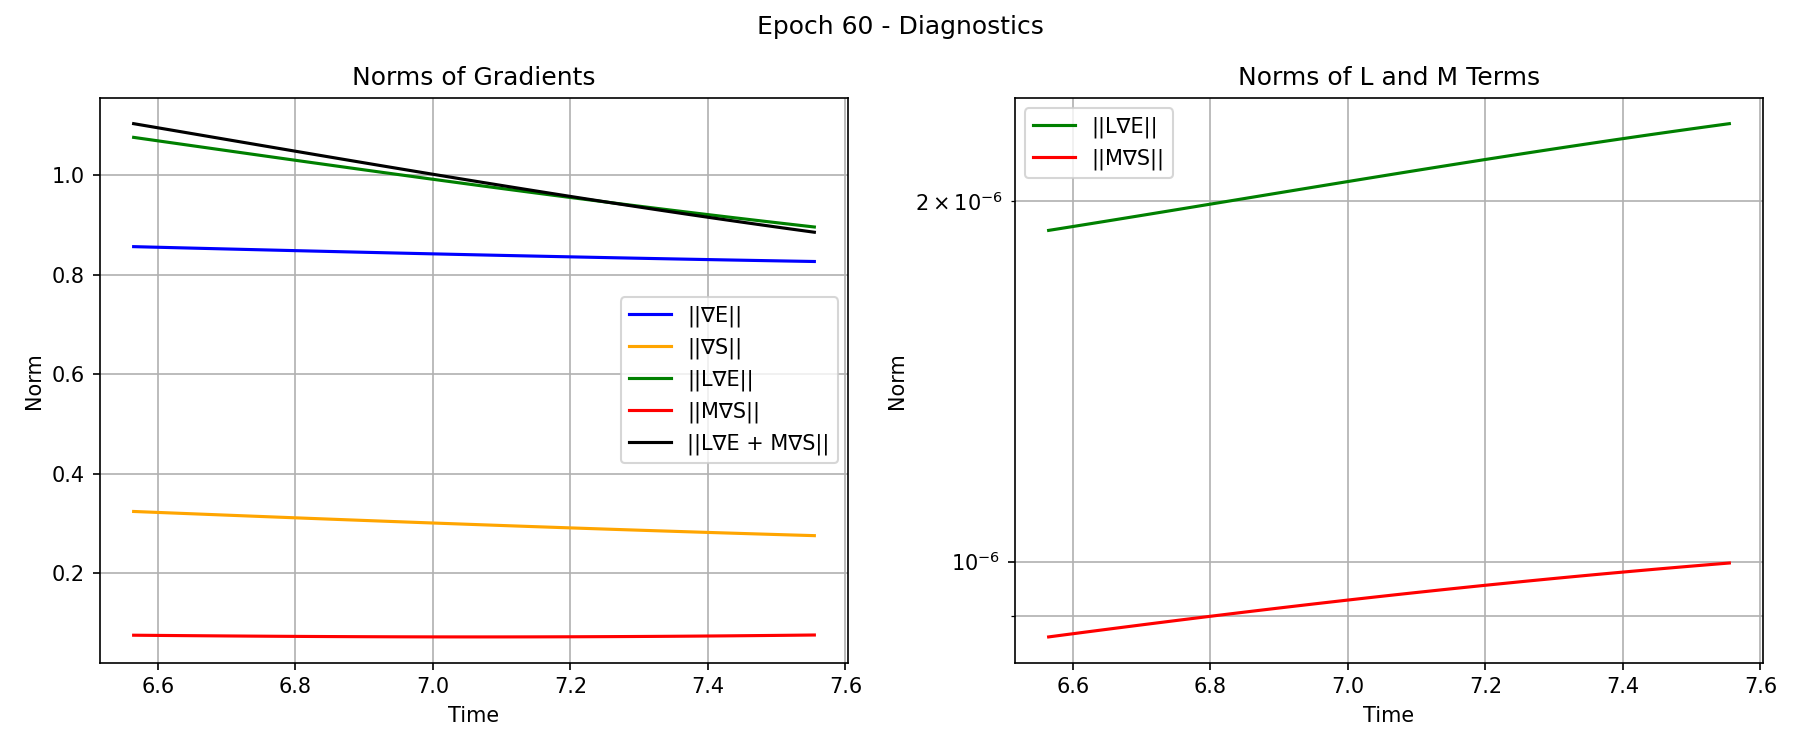 Epoch 60 - Diagnostics
Norms of Gradients
Norm
1.0
0.8
0.6
0.4
0.2
||∇E||
||∇S||
||L∇E||
||M∇S||
||L∇E + M∇S||
6.6
6.8
7.0
7.2
7.4
7.6
Time
Norms of L and M Terms
Norm
2 × 10⁻⁶
10⁻⁶
||L∇E||
||M∇S||
6.6
6.8
7.0
7.2
7.4
7.6
Time